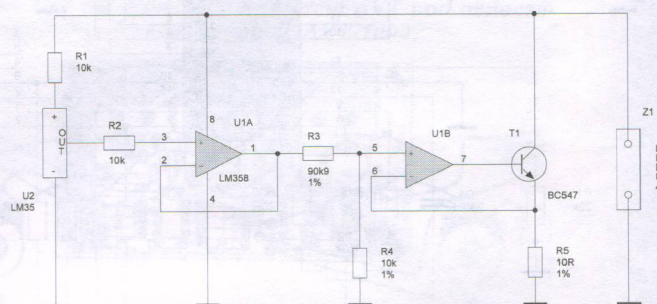 R1
10k
+
OUT
-
U2
LM35
R2
10k
8
U1A
3
+
2
-
1
LM358
4
R3
90k9
1%
R4
10k
1%
5
+
6
-
U1B
7
T1
BC547
R5
10R
1%
Z1